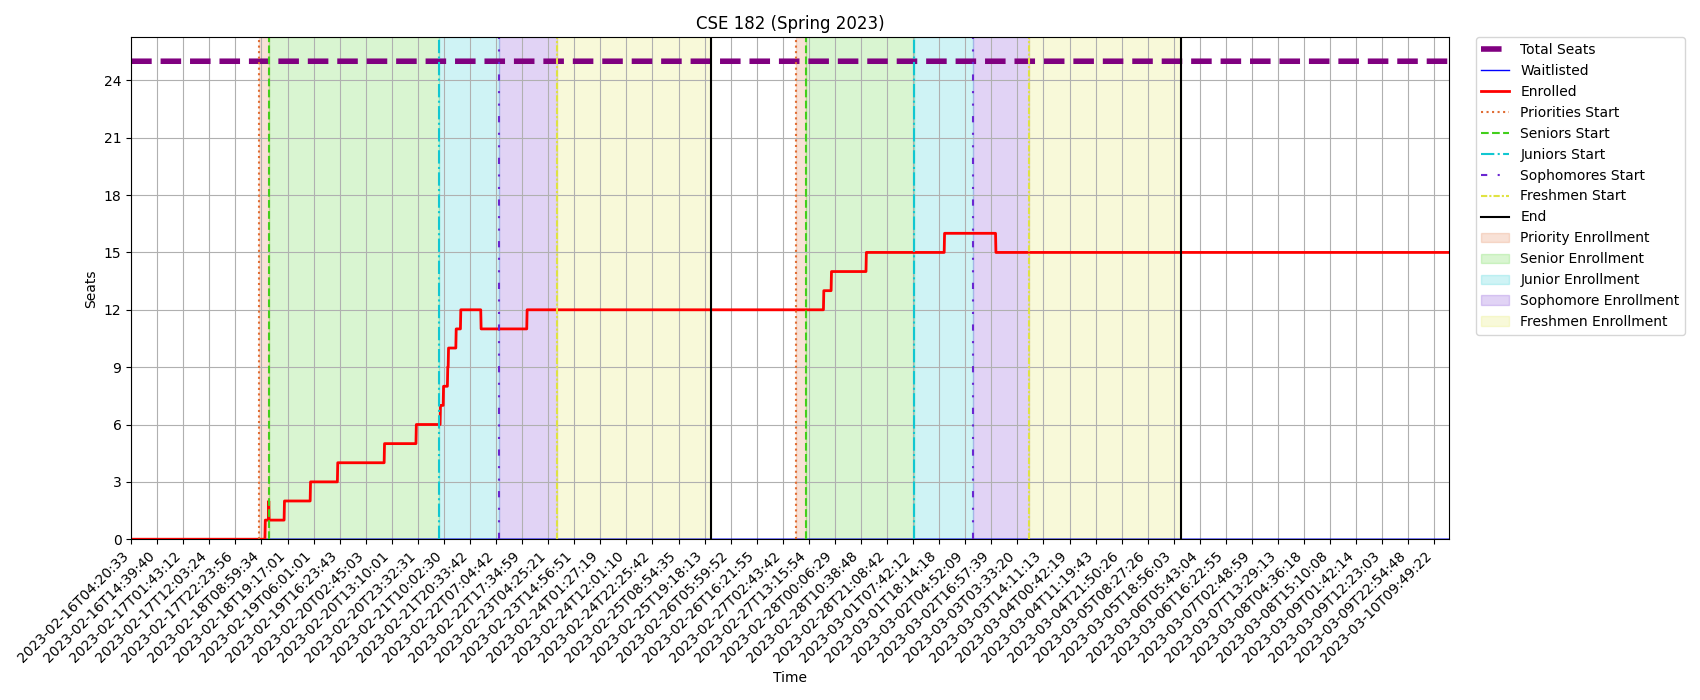 CSE 182 (Spring 2023)
Seats
24
21
18
15
12
9
6
3
0
2023-02-16T04:20:33
2023-02-16T14:39:40
2023-02-17T01:43:12
2023-02-17T12:03:24
2023-02-17T22:23:56
2023-02-18T08:59:34
2023-02-18T19:17:01
2023-02-19T06:01:01
2023-02-19T16:23:43
2023-02-20T02:45:03
2023-02-20T13:10:01
2023-02-20T23:32:31
2023-02-21T10:02:30
2023-02-21T20:33:42
2023-02-22T07:04:42
2023-02-22T17:34:59
2023-02-23T04:25:21
2023-02-23T14:56:51
2023-02-24T01:27:19
2023-02-24T12:01:10
2023-02-24T22:25:42
2023-02-25T08:54:35
2023-02-25T19:18:13
2023-02-26T05:59:52
2023-02-26T16:21:55
2023-02-27T02:43:42
2023-02-27T13:15:54
2023-02-28T00:06:29
2023-02-28T10:38:48
2023-02-28T21:08:42
2023-03-01T07:42:12
2023-03-01T18:14:18
2023-03-02T04:52:09
2023-03-02T16:57:39
2023-03-03T03:33:20
2023-03-03T14:11:13
2023-03-04T00:42:19
2023-03-04T11:19:43
2023-03-04T21:50:26
2023-03-05T08:27:26
2023-03-05T18:56:03
2023-03-06T05:43:04
2023-03-06T16:22:55
2023-03-07T02:48:59
2023-03-07T13:29:13
2023-03-08T04:36:18
2023-03-08T15:10:08
2023-03-09T01:42:14
2023-03-09T12:23:03
2023-03-09T22:54:48
2023-03-10T09:49:22
Time
Total Seats
Waitlisted
Enrolled
Priorities Start
Seniors Start
Juniors Start
Sophomores Start
Freshmen Start
End
Priority Enrollment
Senior Enrollment
Junior Enrollment
Sophomore Enrollment
Freshmen Enrollment